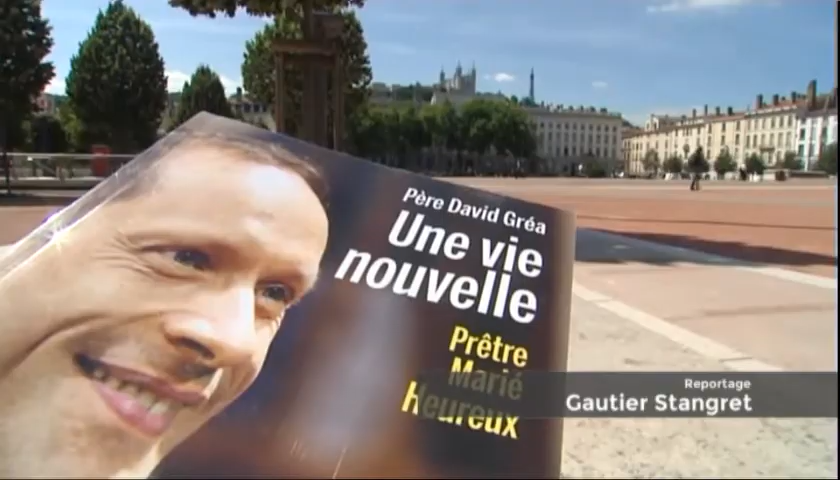 Père David Gréa
Une vie
nouvelle
Prêtre
Marié
Heureux
Reportage
Gautier Stangret